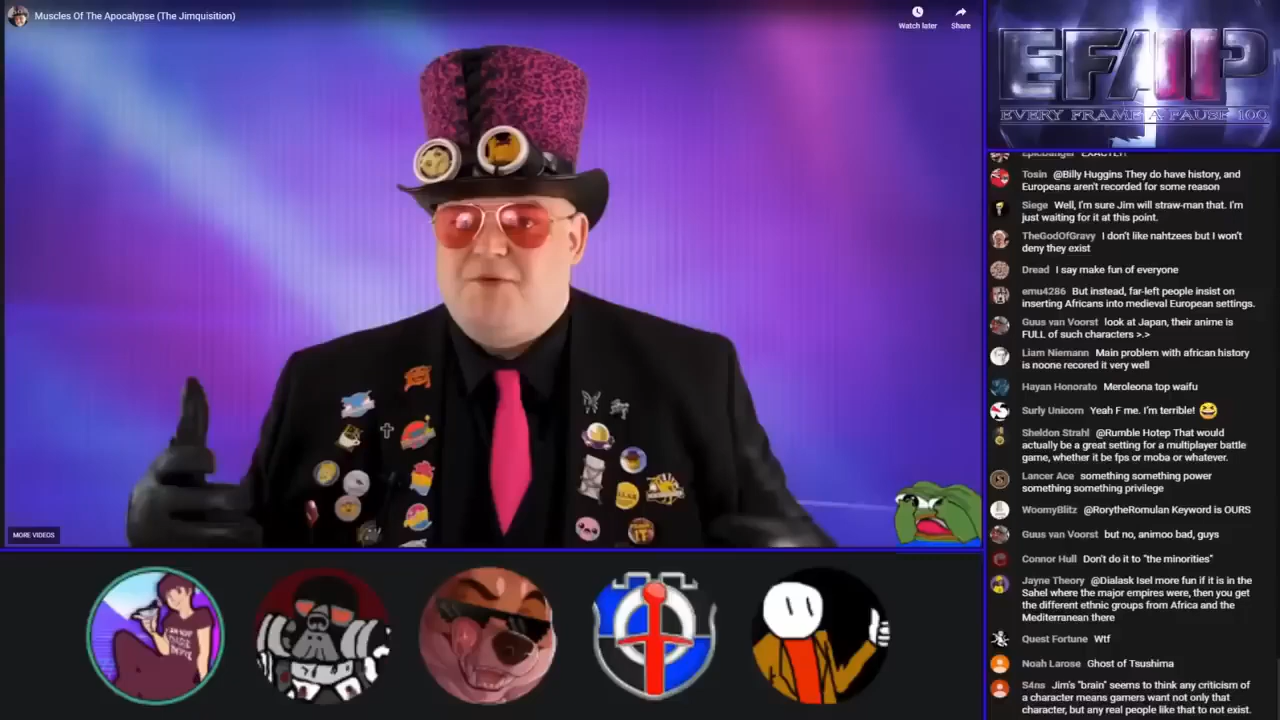 Muscles Of The Apocalypse (The Jimquisition)
Watch later
Share
MORE VIDEOS
EFAP
EVERY FRAME A PAUSE 100
EXACTLY!
Tosin @Billy Huggins They do have history, and
Europeans aren't recorded for some reason
Siege Well, I'm sure Jim will straw-man that. I'm
just waiting for it at this point.
TheGodOfGravy I don't like nahtzees but I won't
deny they exist
Dread I say make fun of everyone
emu4286 But instead, far-left people insist on
inserting Africans into medieval European settings.
Guus van Voorst look at Japan, their anime is
FULL of such characters >.>
Liam Niemann Main problem with african history
is noone recored it very well
Hayan Honorato Meroleona top waifu
Surly Unicorn Yeah F me. I'm terrible!
Sheldon Strahl @Rumble Hotep That would
actually be a great setting for a multiplayer battle
game, whether it be fps or moba or whatever.
Lancer Ace something something power
something something privilege
WoomyBlitz @RorytheRomulan Keyword is OURS
Guus van Voorst but no, animoo bad, guys
Connor Hull Don't do it to "the minorities"
Jayne Theory @Dialask Isel more fun if it is in the
Sahel where the major empires were, then you get
the different ethnic groups from Africa and the
Mediterranean there
Quest Fortune Wtf
Noah Larose Ghost of Tsushima
S4ns Jim's "brain" seems to think any criticism of
a character means gamers want not only that
character, but any real people like that to not exist.